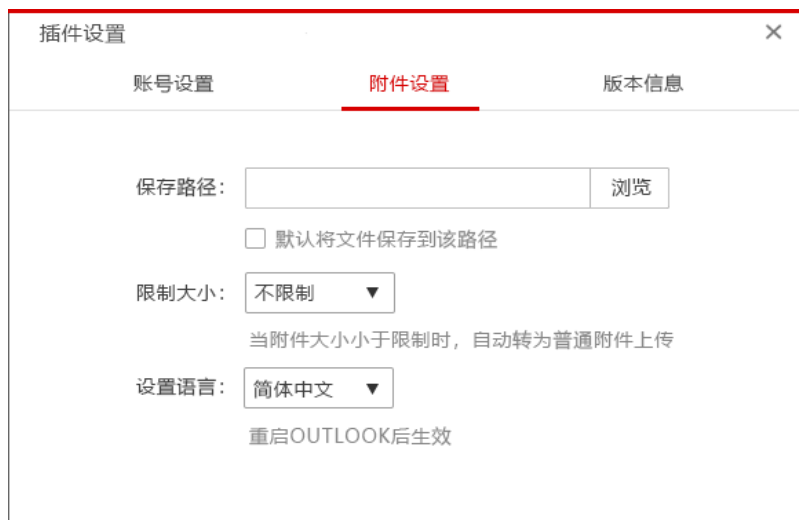 插件设置
账号设置 附件设置 版本信息
保存路径： 浏览
默认将文件保存到该路径
限制大小： 不限制
当附件大小小于限制时，自动转为普通附件上传
设置语言： 简体中文
重启OUTLOOK后生效